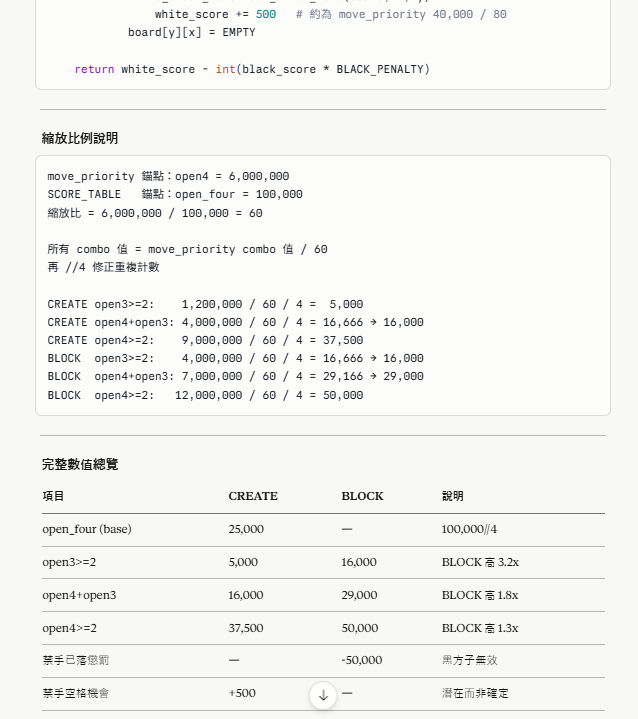 white_score += 500   # 約為 move_priority 40,000 / 80
board[y][x] = EMPTY
return white_score - int(black_score * BLACK_PENALTY)
縮放比例說明
move_priority 錨點：open4 = 6,000,000
SCORE_TABLE   錨點：open_four = 100,000
縮放比 = 6,000,000 / 100,000 = 60
所有 combo 值 = move_priority combo 值 / 60
再 //4 修正重複計數
CREATE open3>=2:    1,200,000 / 60 / 4 =  5,000
CREATE open4+open3: 4,000,000 / 60 / 4 = 16,666 → 16,000
CREATE open4>=2:    9,000,000 / 60 / 4 = 37,500
BLOCK  open3>=2:    4,000,000 / 60 / 4 = 16,666 → 16,000
BLOCK  open4+open3: 7,000,000 / 60 / 4 = 29,166 → 29,000
BLOCK  open4>=2:   12,000,000 / 60 / 4 = 50,000
完整數值總覽
項目 CREATE BLOCK 說明
open_four (base) 25,000 — 100,000//4
open3>=2 5,000 16,000 BLOCK 高 3.2x
open4+open3 16,000 29,000 BLOCK 高 1.8x
open4>=2 37,500 50,000 BLOCK 高 1.3x
禁手已落懲罰 — -50,000 黑方子無效
禁手空格機會 +500 — 潛在而非確定